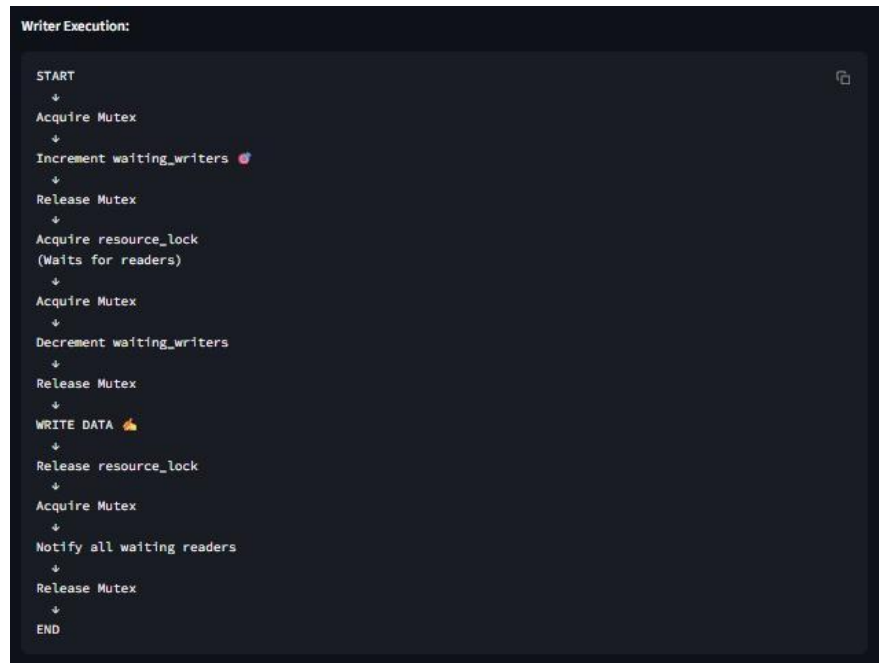 Writer Execution:
START
↓
Acquire Mutex
↓
Increment waiting_writers 🎯
↓
Release Mutex
↓
Acquire resource_lock
(Waits for readers)
↓
Acquire Mutex
↓
Decrement waiting_writers
↓
Release Mutex
↓
WRITE DATA ✍️
↓
Release resource_lock
↓
Acquire Mutex
↓
Notify all waiting readers
↓
Release Mutex
↓
END